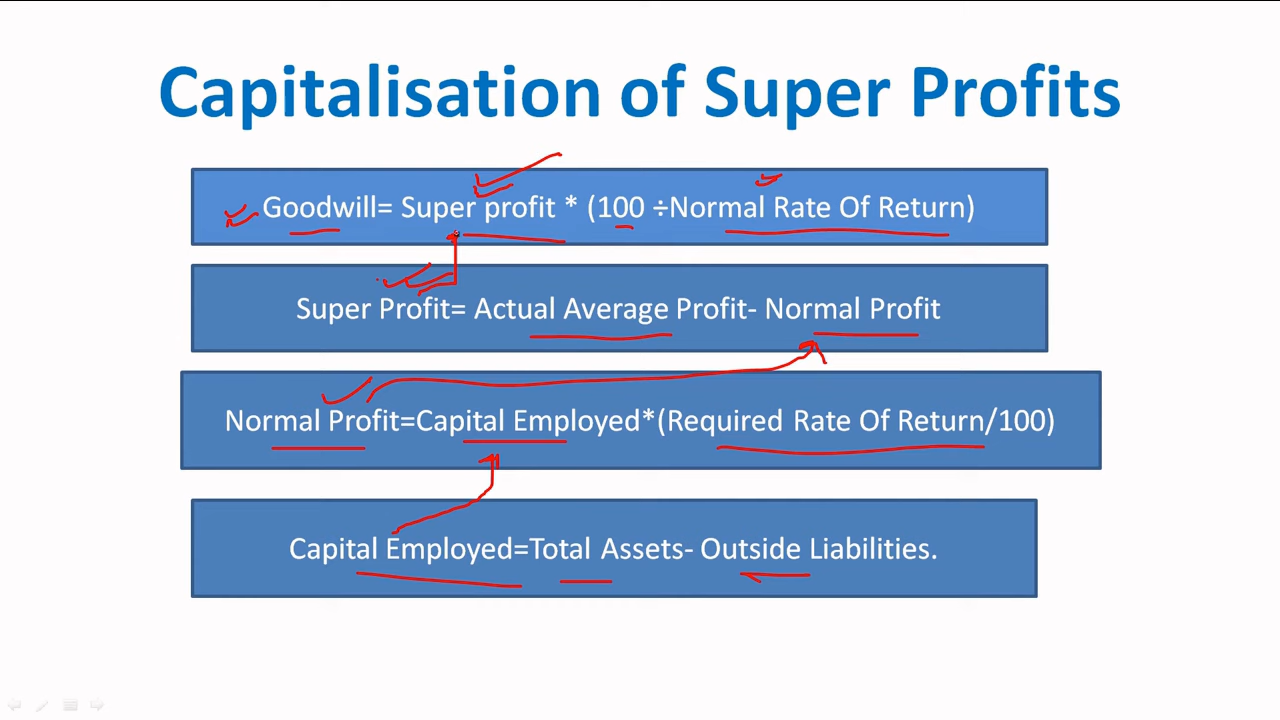 Capitalisation of Super Profits
Goodwill= Super profit * (100 ÷Normal Rate Of Return)
Super Profit= Actual Average Profit- Normal Profit
Normal Profit=Capital Employed*(Required Rate Of Return/100)
Capital Employed=Total Assets- Outside Liabilities.